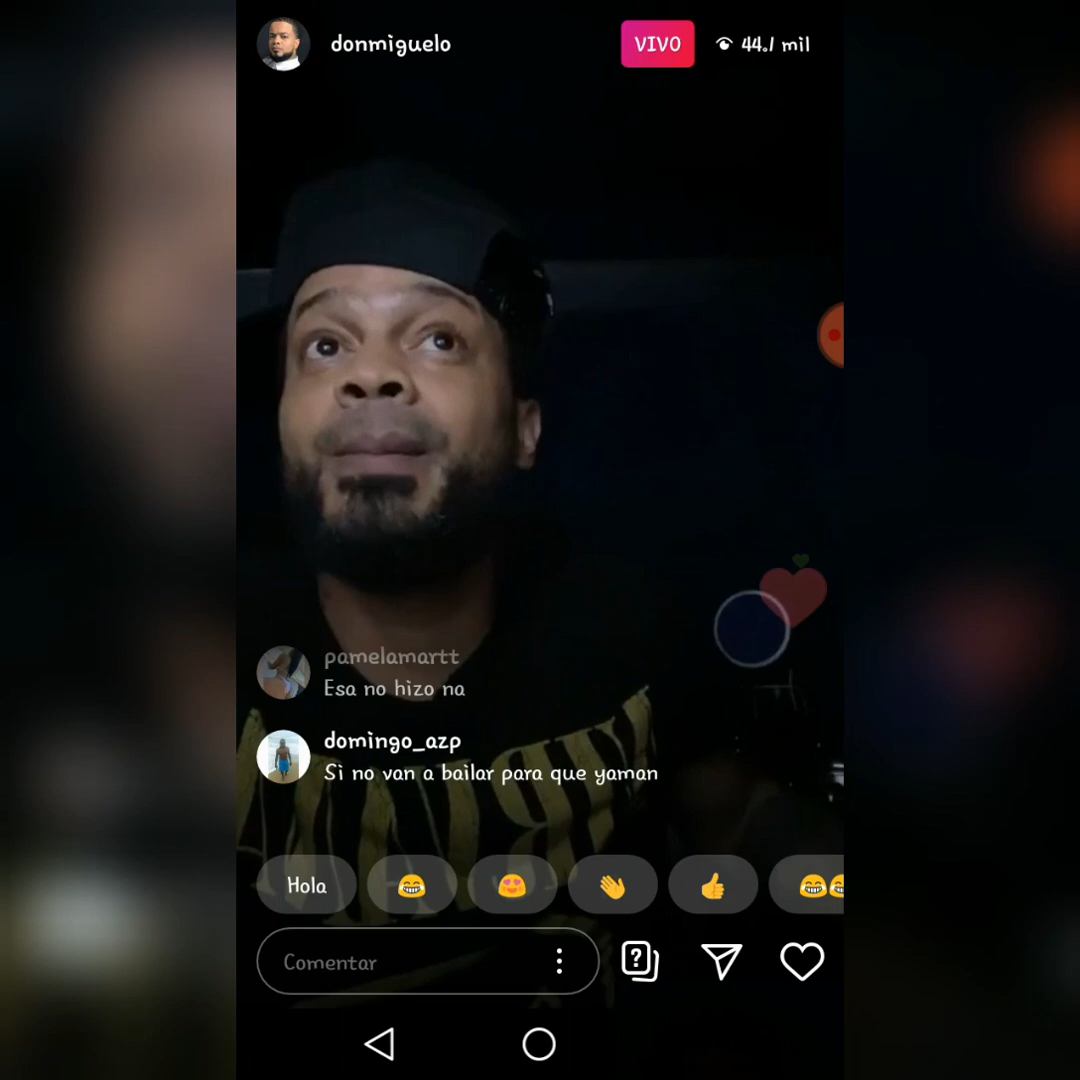 donmiguelo
VIVO
44.1 mil
pamelamartt
Esa no hizo na
domingo_azp
Si no van a bailar para que yaman
Hola
Comentar